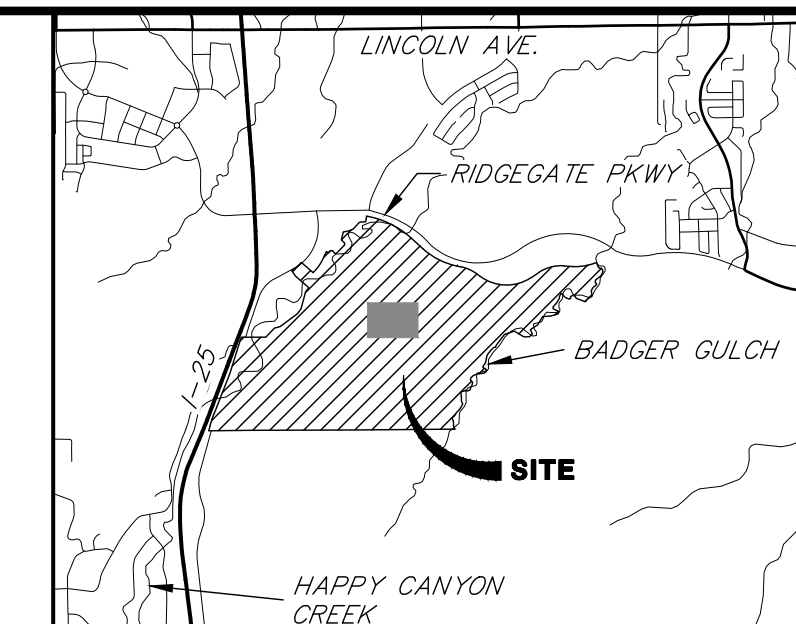 LINCOLN AVE.
RIDGEGATE PKWY
I-25
BADGER GULCH
SITE
HAPPY CANYON
CREEK